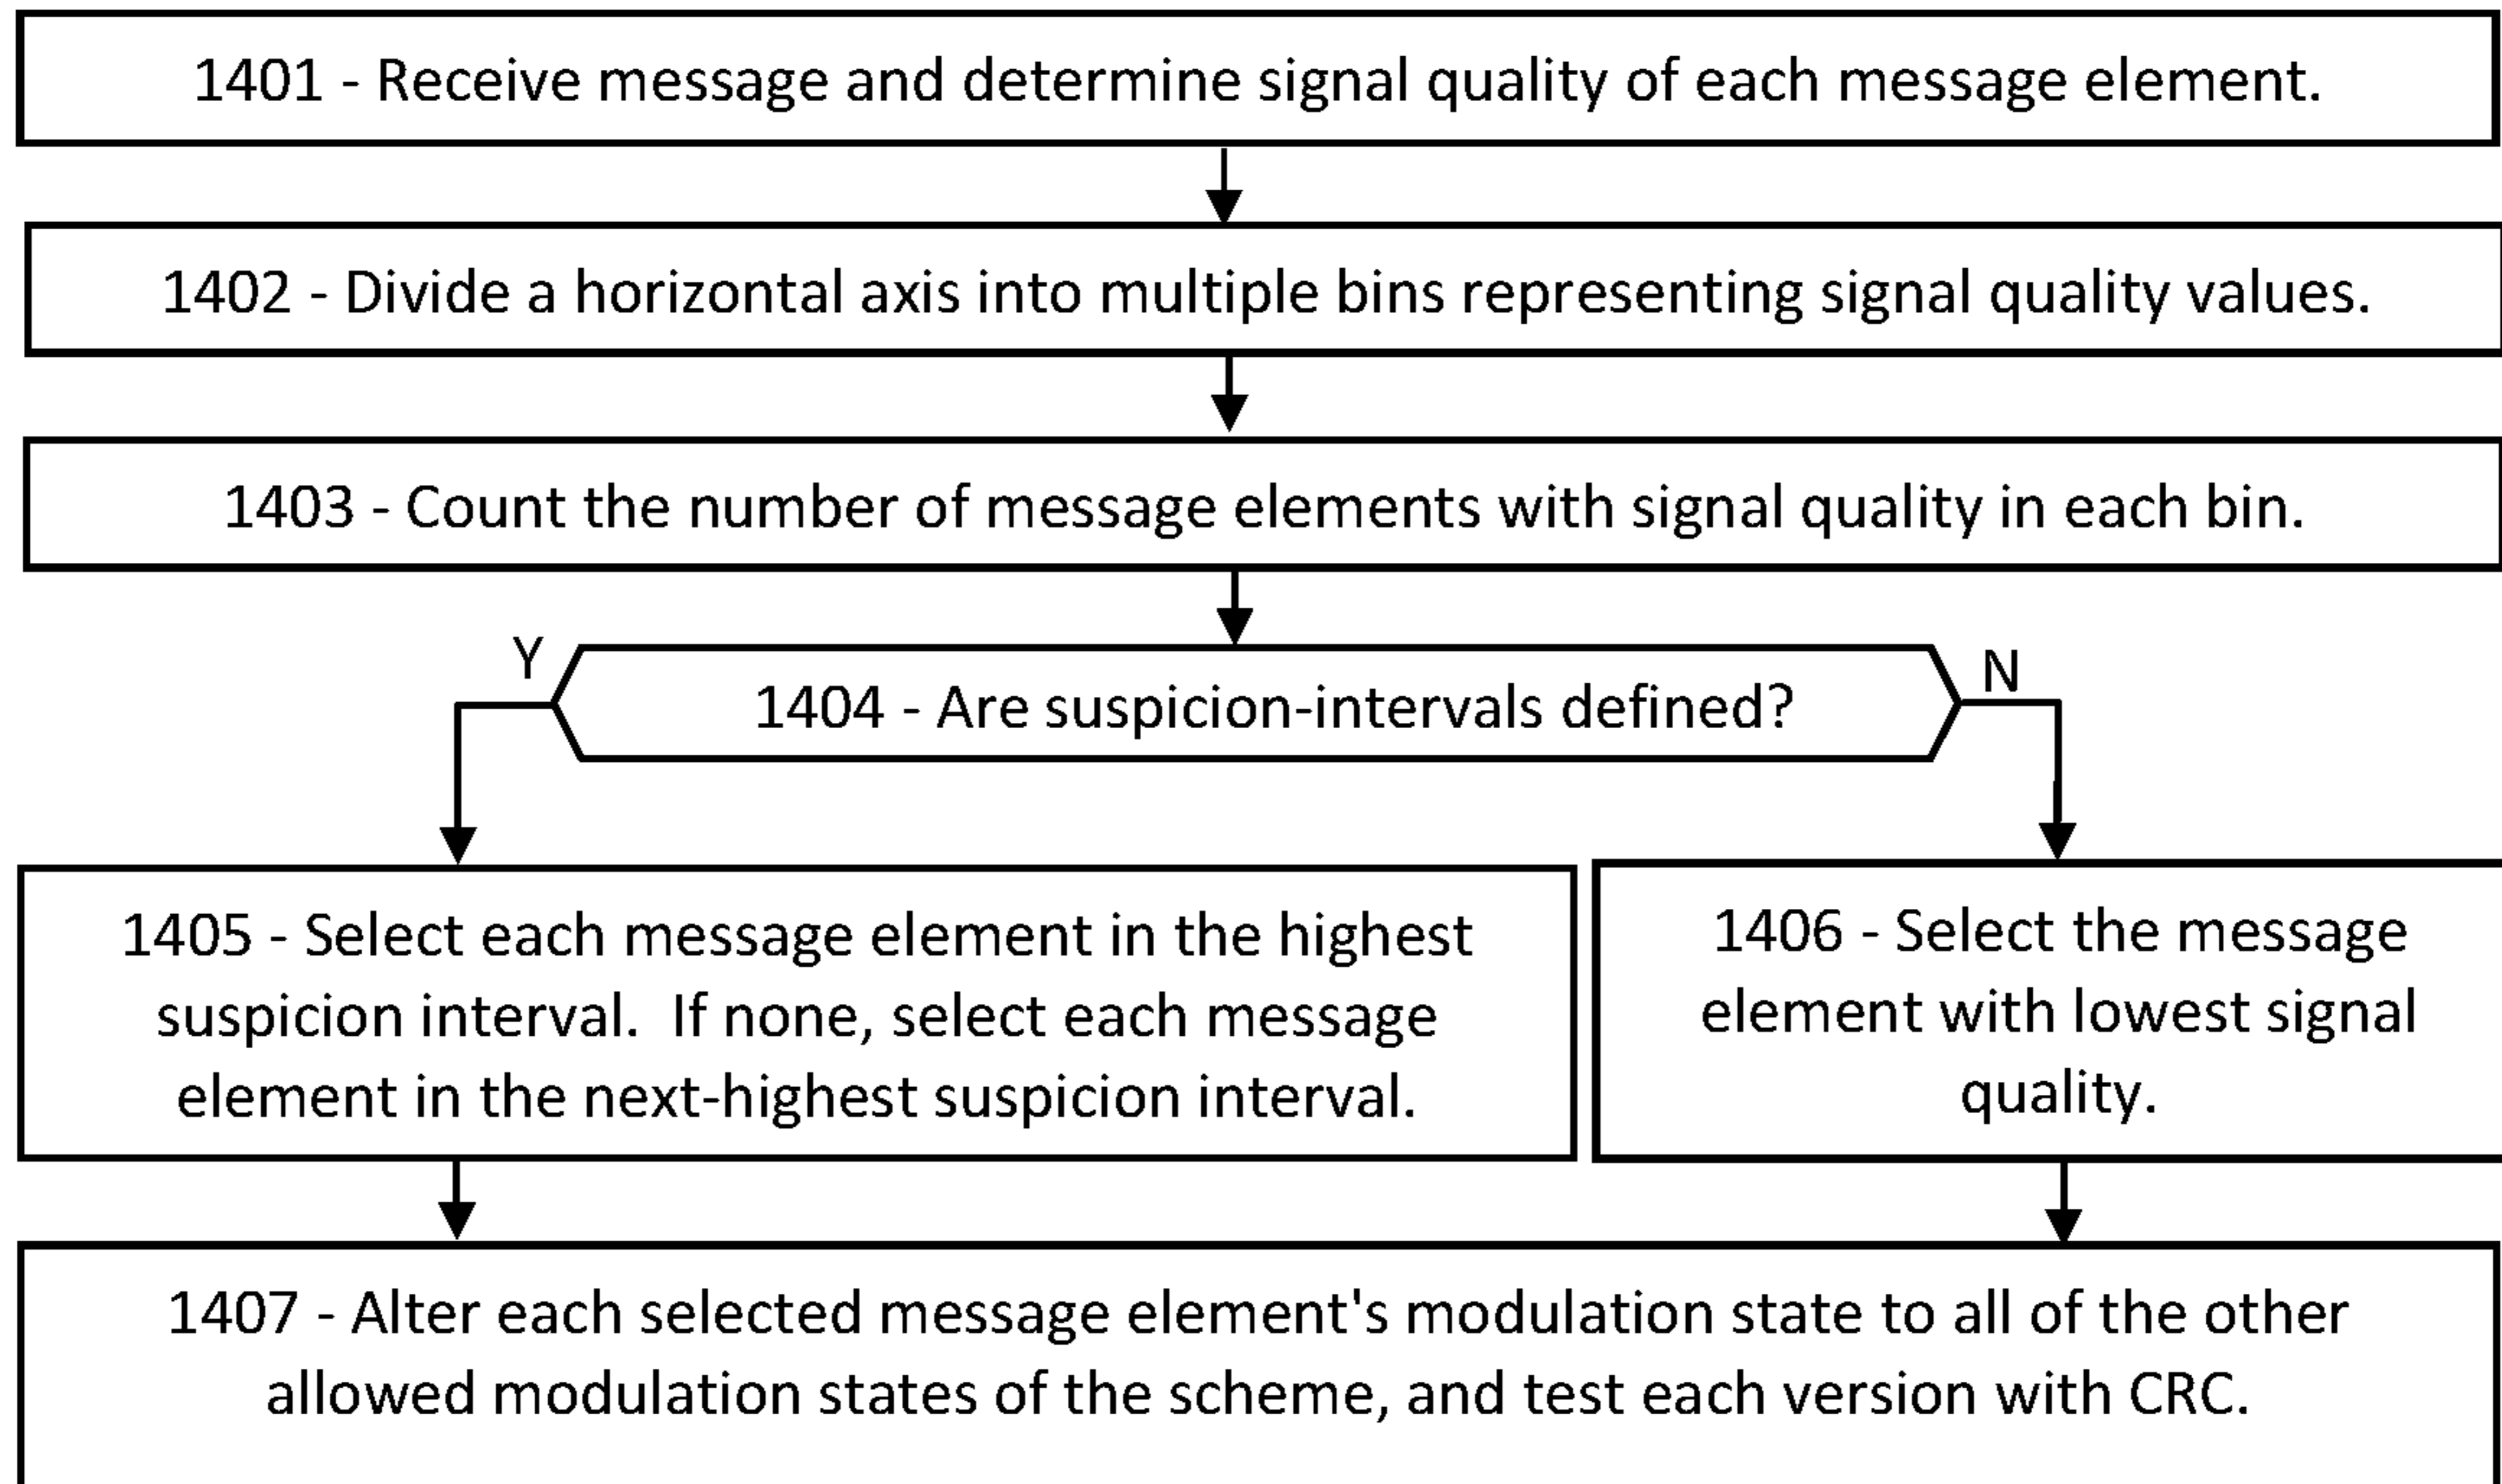 1401 - Receive message and determine signal quality of each message element.
1402 - Divide a horizontal axis into multiple bins representing signal quality values.
1403 - Count the number of message elements with signal quality in each bin.
Y
N
1404 - Are suspicion-intervals defined?
1405 - Select each message element in the highest
suspicion interval.  If none, select each message
element in the next-highest suspicion interval.
1406 - Select the message
element with lowest signal
quality.
1407 - Alter each selected message element's modulation state to all of the other
allowed modulation states of the scheme, and test each version with CRC.